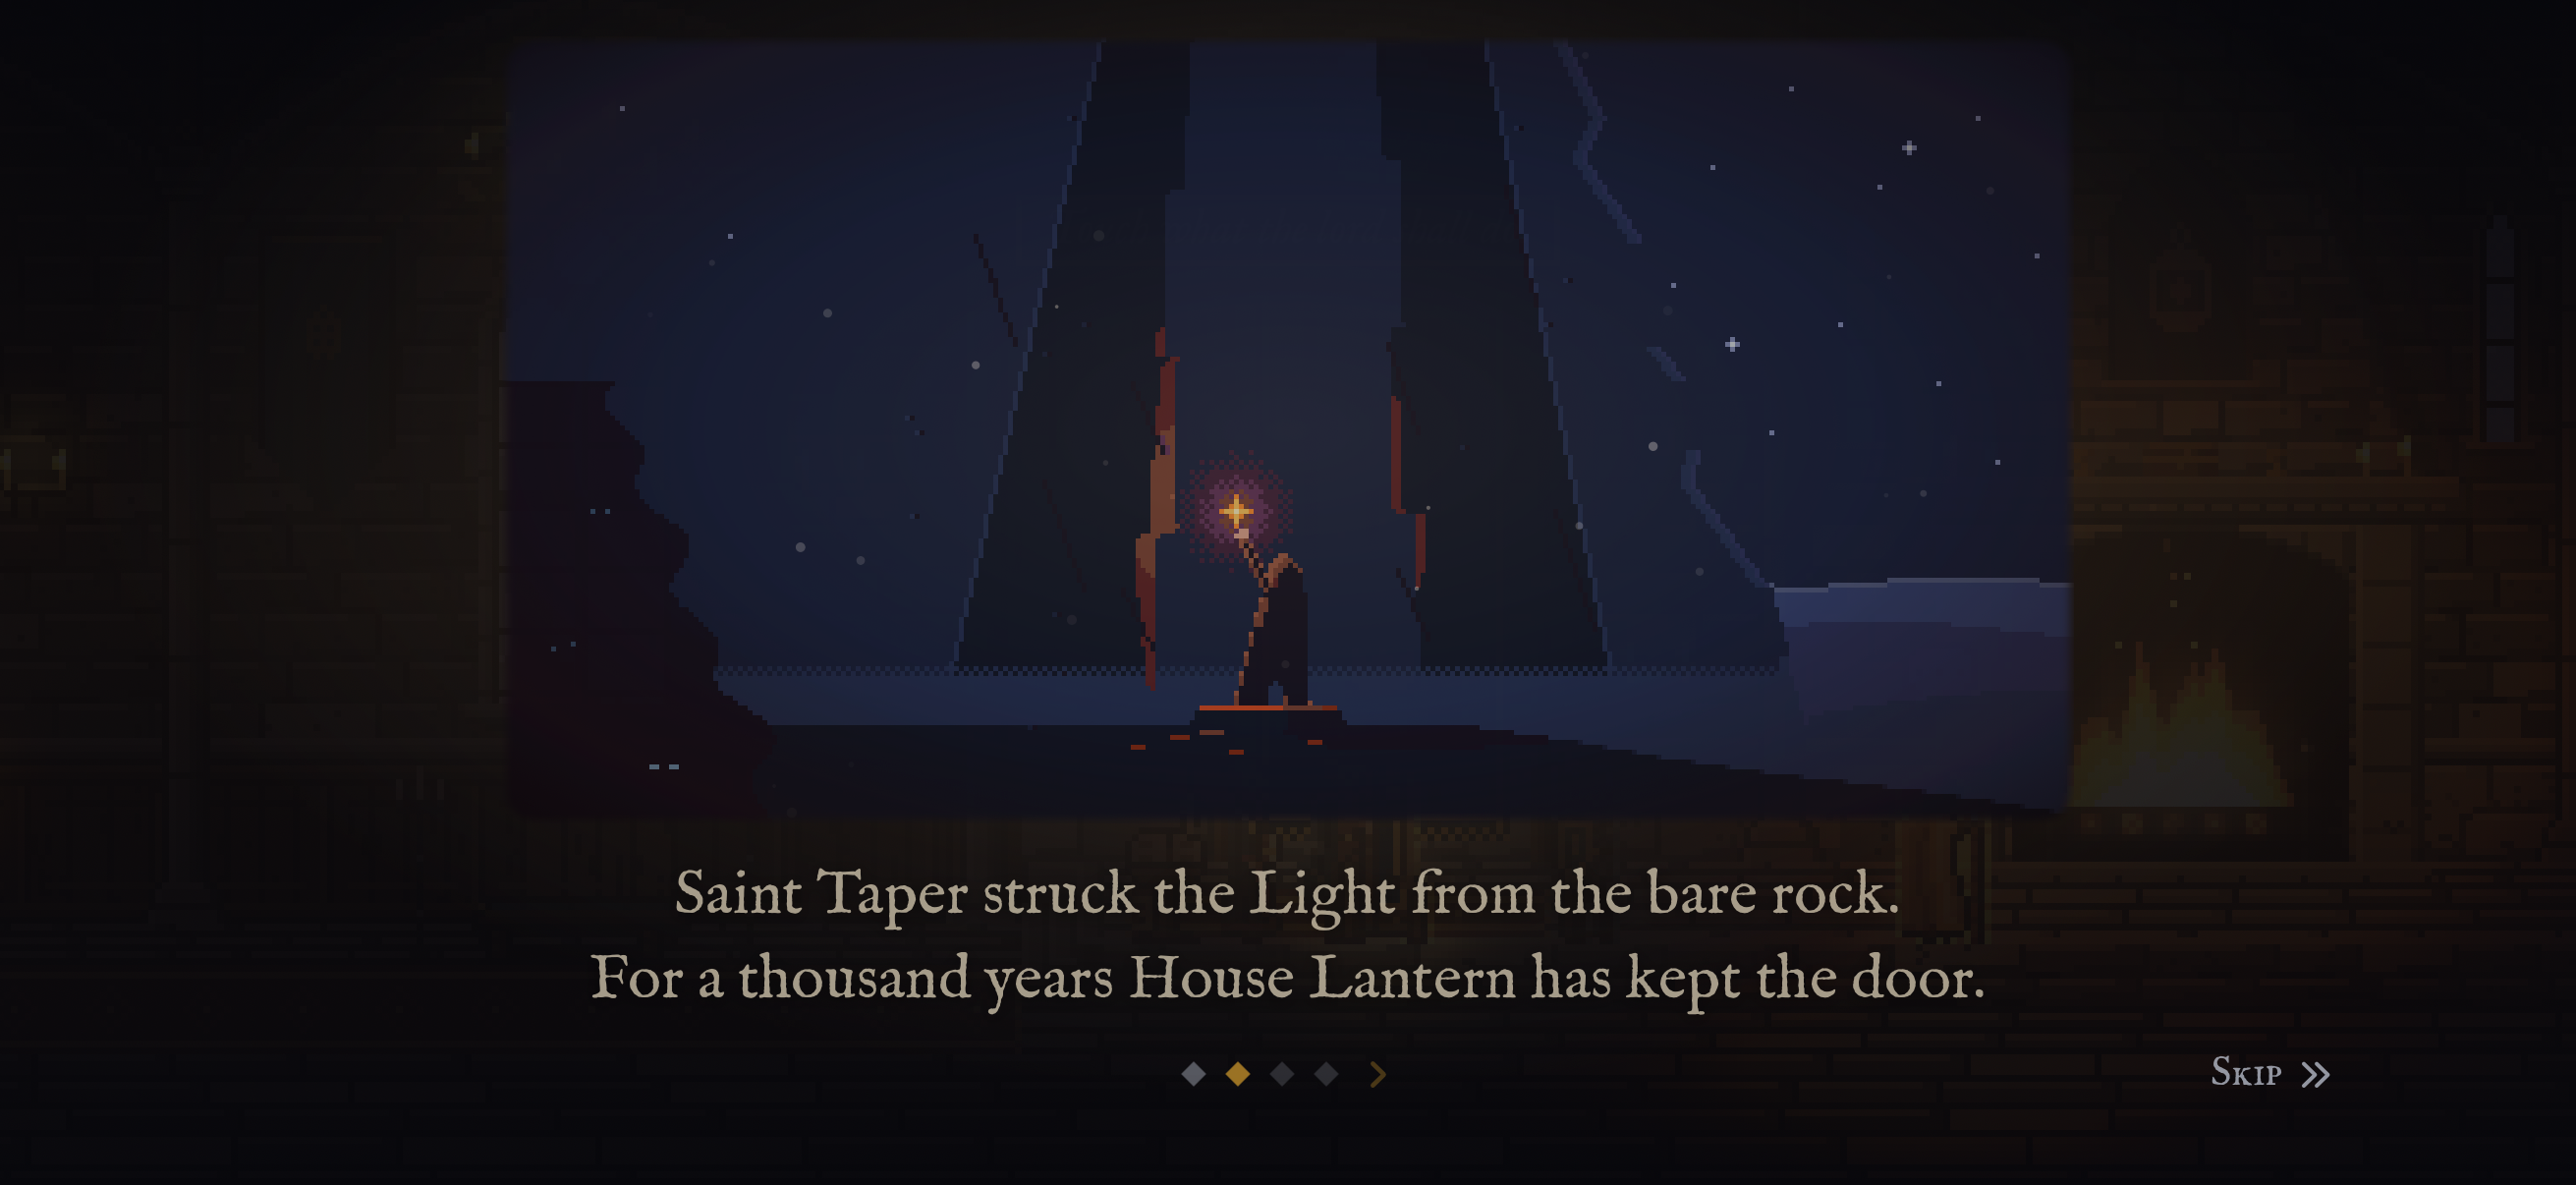 Saint Taper struck the Light from the bare rock.
For a thousand years House Lantern has kept the door.
Skip